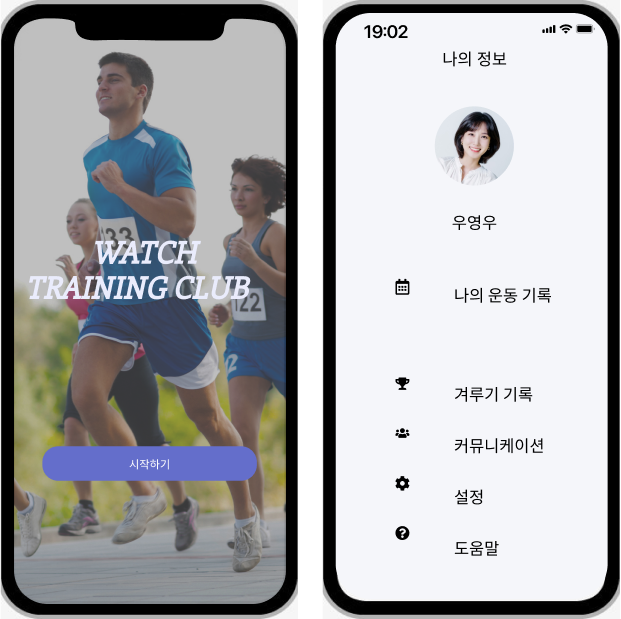 33
WATCH
TRAINING CLUB
122
2
시작하기
19:02
나의 정보
우영우
나의 운동 기록
겨루기 기록
커뮤니케이션
설정
도움말